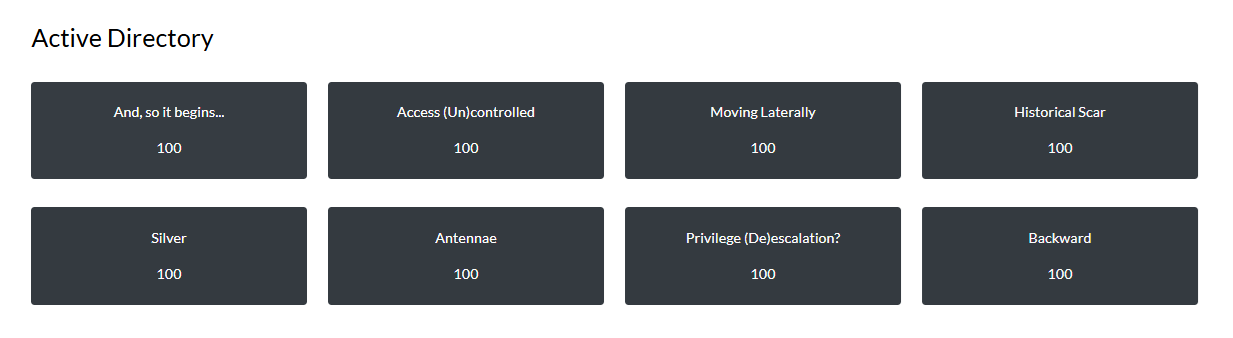 Active Directory
And, so it begins...
100
Access (Un)controlled
100
Moving Laterally
100
Historical Scar
100
Silver
100
Antennae
100
Privilege (De)escalation?
100
Backward
100